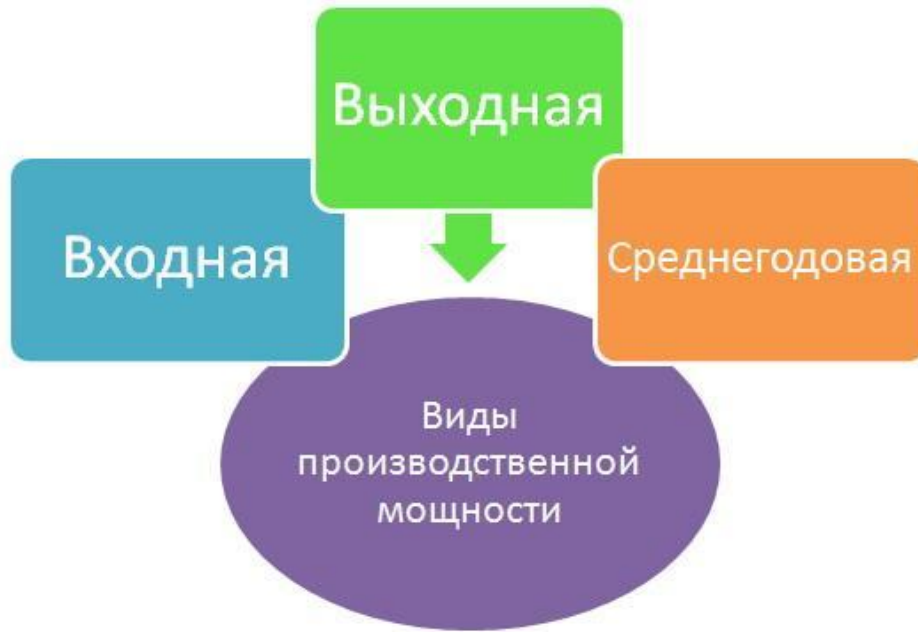 Выходная
Входная
Среднегодовая
Виды
производственной
мощности